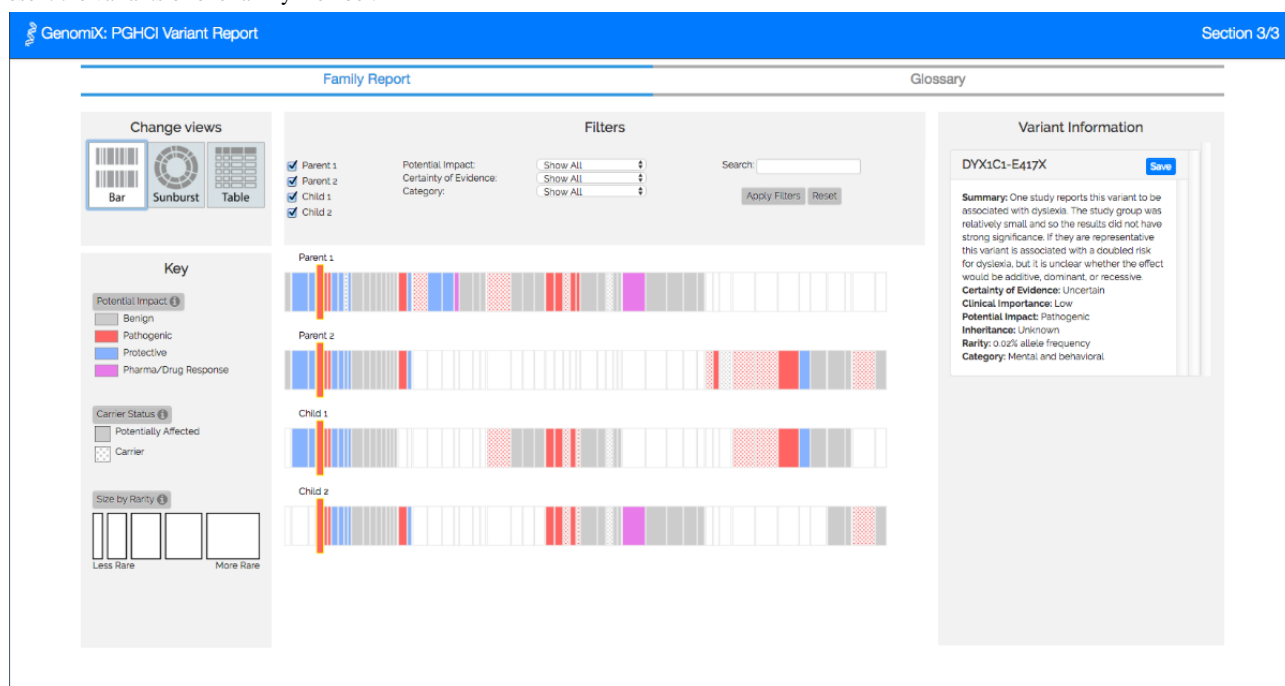 GenomiX: PGHCI Variant Report
Section 3/3
Family Report
Glossary
Change views
Bar
Sunburst
Table
Filters
Parent 1
Parent 2
Child 1
Child 2
Potential Impact:
Show All
Certainty of Evidence:
Show All
Category:
Show All
Search:
Apply Filters
Reset
Key
Potential Impact
Benign
Pathogenic
Protective
Pharma/Drug Response
Carrier Status
Potentially Affected
Carrier
Size by Rarity
Less Rare
More Rare
Parent 1
Parent 2
Child 1
Child 2
Variant Information
DYX1C1-E417X
Save
Summary: One study reports this variant to be
associated with dyslexia. The study group was
relatively small and so the results did not have
strong significance. If they are representative
this variant is associated with a doubled risk
for dyslexia, but it is unclear whether the effect
would be additive, dominant, or recessive.
Certainty of Evidence: Uncertain
Clinical Importance: Low
Potential Impact: Pathogenic
Inheritance: Unknown
Rarity: 0.02% allele frequency
Category: Mental and behavioral